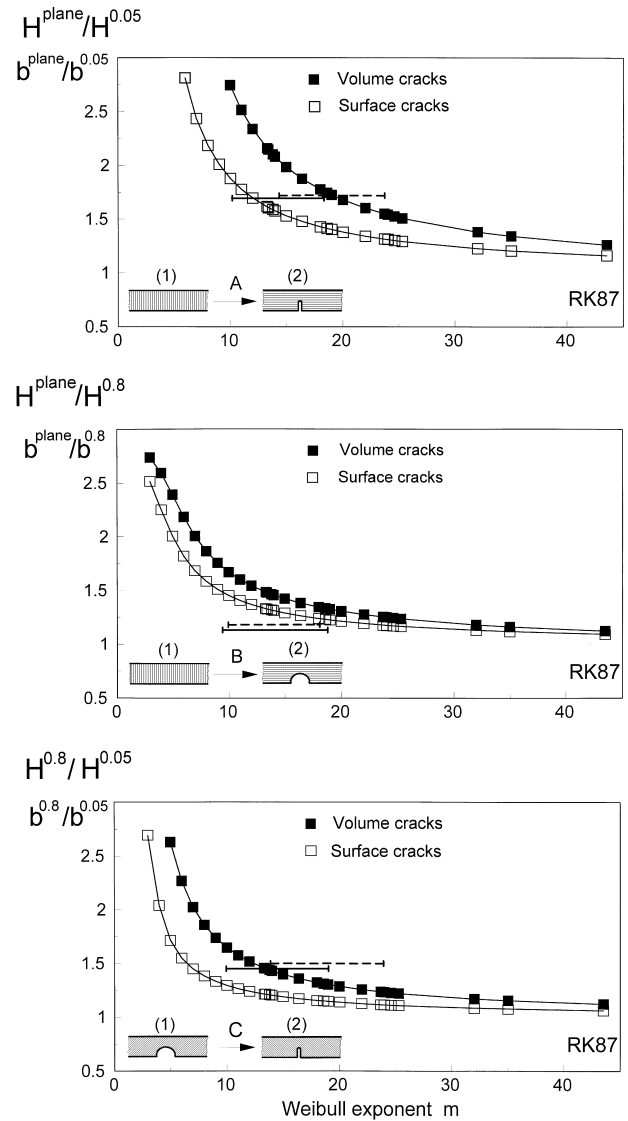 H^plane/H^0.05
b^plane/b^0.05
Volume cracks
Surface cracks
2.5
2
1.5
1
0.5
(1) A (2)
RK87
0 10 20 30 40
H^plane/H^0.8
b^plane/b^0.8
Volume cracks
Surface cracks
2.5
2
1.5
1
0.5
(1) B (2)
RK87
0 10 20 30 40
H^0.8/H^0.05
b^0.8/b^0.05
Volume cracks
Surface cracks
2.5
2
1.5
1
0.5
(1) C (2)
RK87
0 10 20 30 40
Weibull exponent m